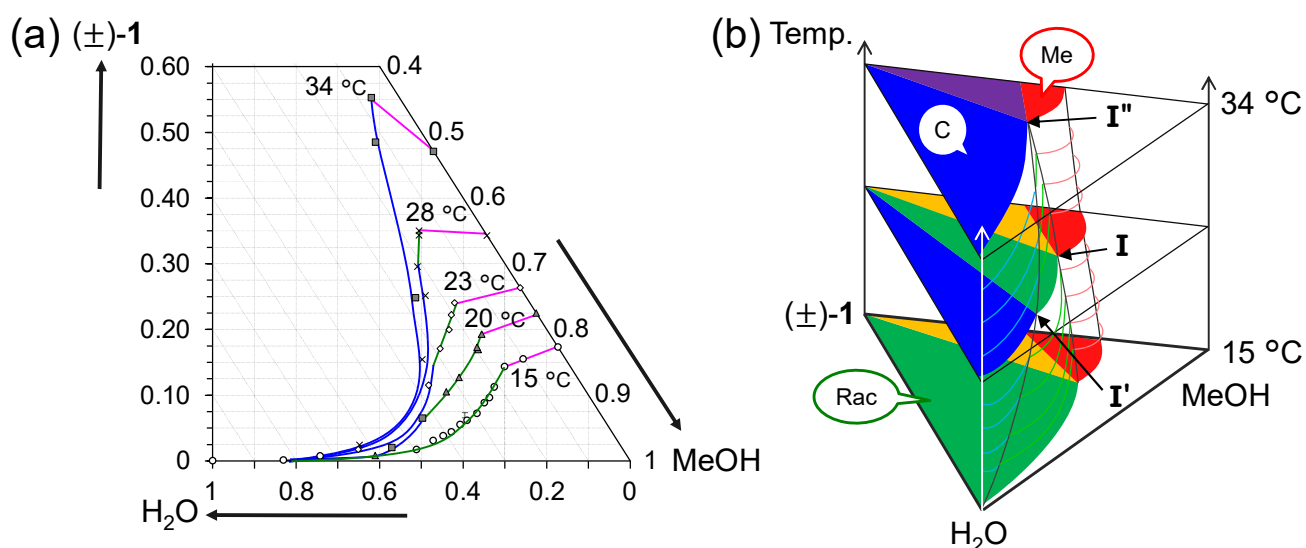 (a) (±)-1
0.60
0.50
0.40
0.30
0.20
0.10
0
0.4
0.5
0.6
0.7
0.8
0.9
1
34 °C
28 °C
23 °C
20 °C
15 °C
1
0.8
0.6
0.4
0.2
0
H₂O
MeOH
(b) Temp.
Me
C
I"
34 °C
I
(±)-1
Rac
I'
15 °C
MeOH
H₂O